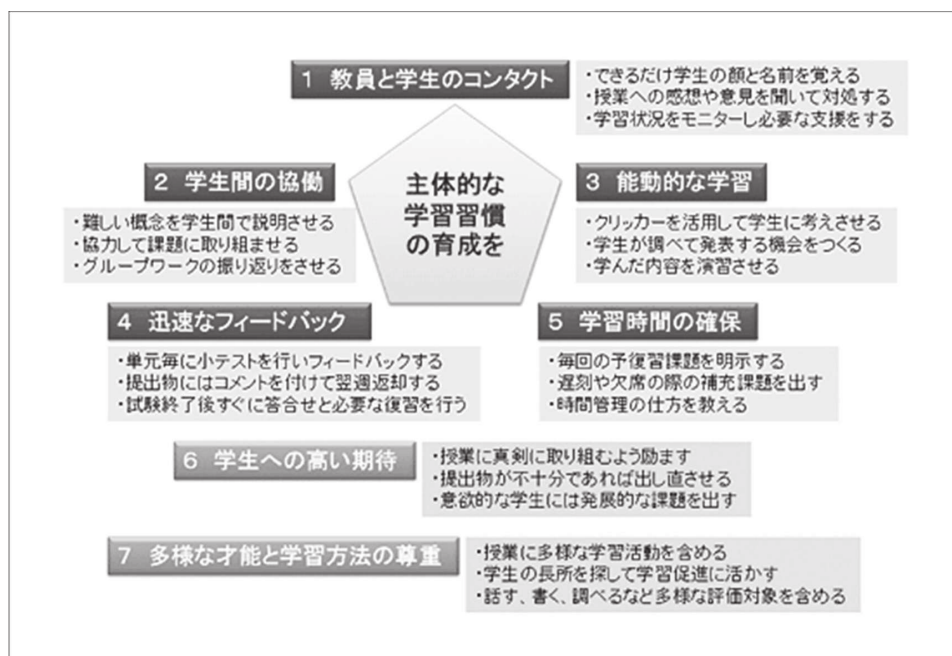 1 教員と学生のコンタクト
・できるだけ学生の顔と名前を覚える
・授業への感想や意見を聞いて対処する
・学習状況をモニターし必要な支援をする
主体的な
学習習慣
の育成を
2 学生間の協働
・難しい概念を学生間で説明させる
・協力して課題に取り組ませる
・グループワークの振り返りをさせる
3 能動的な学習
・クリッカーを活用して学生に考えさせる
・学生が調べて発表する機会をつくる
・学んだ内容を演習させる
4 迅速なフィードバック
・単元毎に小テストを行いフィードバックする
・提出物にはコメントを付けて翌週返却する
・試験終了後すぐに答合せと必要な復習を行う
5 学習時間の確保
・毎回の予復習課題を明示する
・遅刻や欠席の際の補充課題を出す
・時間管理の仕方を教える
6 学生への高い期待
・授業に真剣に取り組むよう励ます
・提出物が不十分であれば出し直させる
・意欲的な学生には発展的な課題を出す
7 多様な才能と学習方法の尊重
・授業に多様な学習活動を含める
・学生の長所を探して学習促進に活かす
・話す、書く、調べるなど多様な評価対象を含める